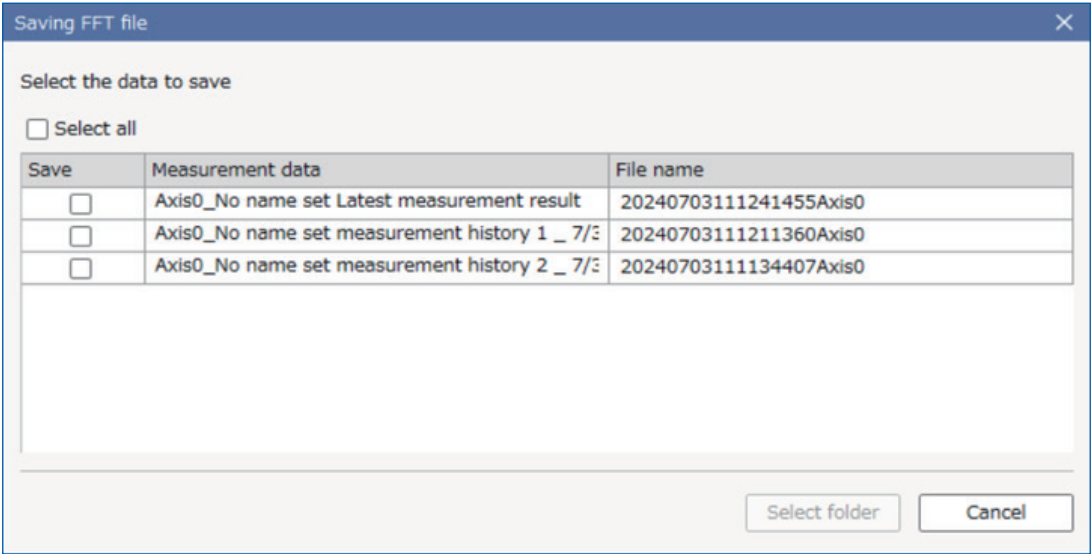 Saving FFT file
Select the data to save
Select all
Save Measurement data File name
Axis0_No name set Latest measurement result 20240703111241455Axis0
Axis0_No name set measurement history 1 _ 7/3 20240703111211360Axis0
Axis0_No name set measurement history 2 _ 7/3 20240703111134407Axis0
Select folder Cancel